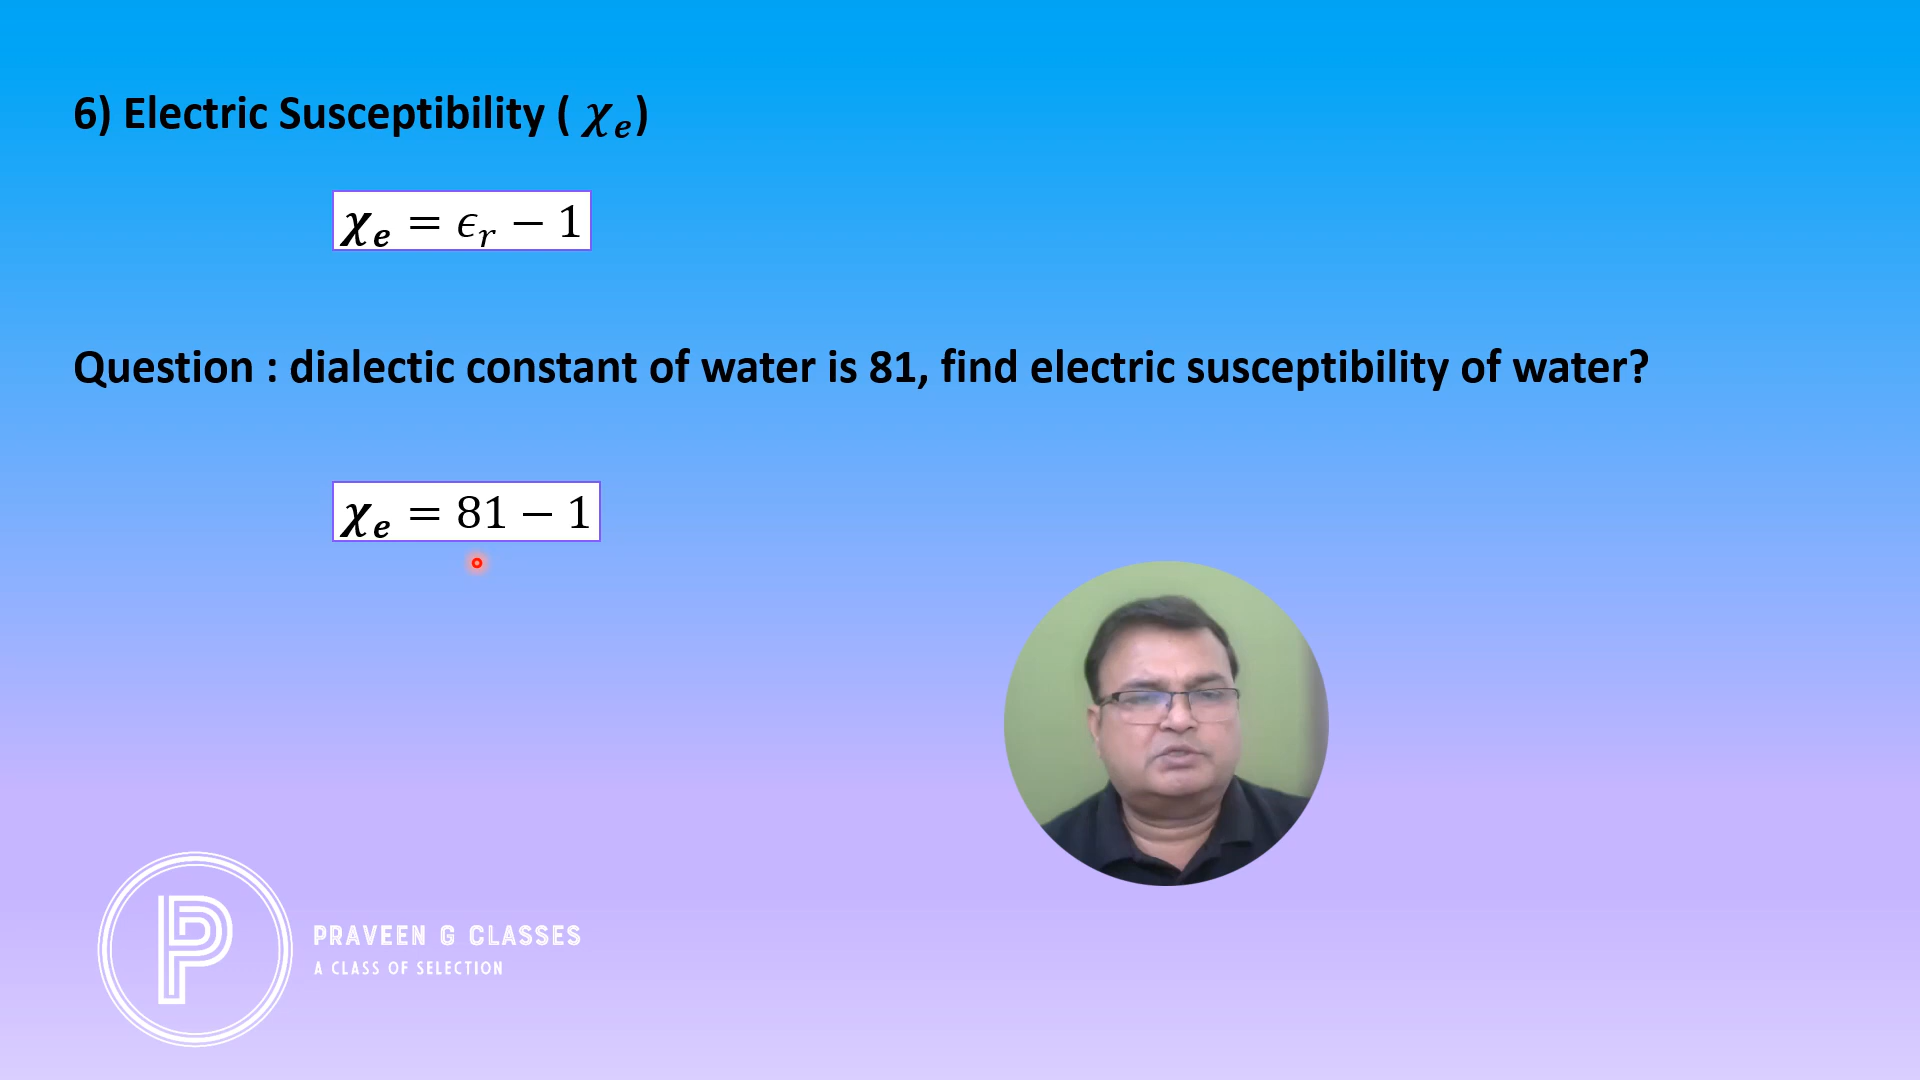 6) Electric Susceptibility ( χₑ)
χₑ = ϵᵣ − 1
Question : dialectic constant of water is 81, find electric susceptibility of water?
χₑ = 81 − 1
P
PRAVEEN G CLASSES
A CLASS OF SELECTION